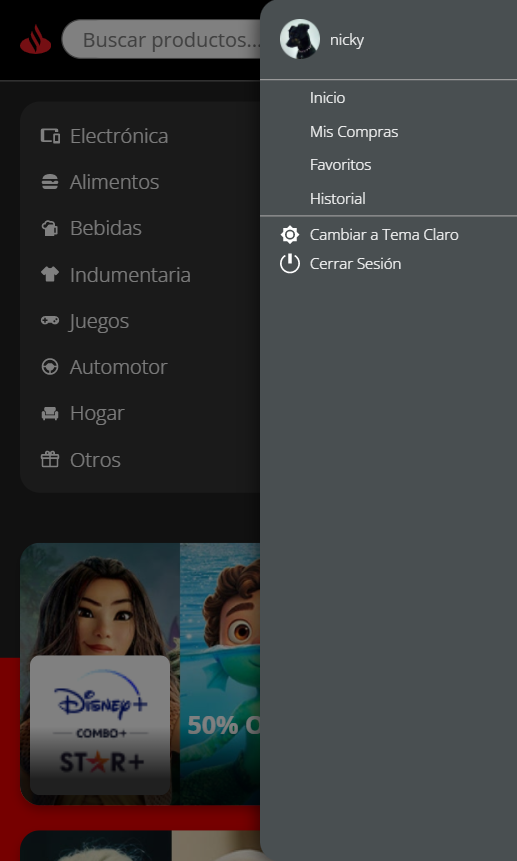 Buscar productos...
nicky
Inicio
Mis Compras
Favoritos
Historial
Cambiar a Tema Claro
Cerrar Sesión
Electrónica
Alimentos
Bebidas
Indumentaria
Juegos
Automotor
Hogar
Otros
Disney+
COMBO+
STAR+
50% O